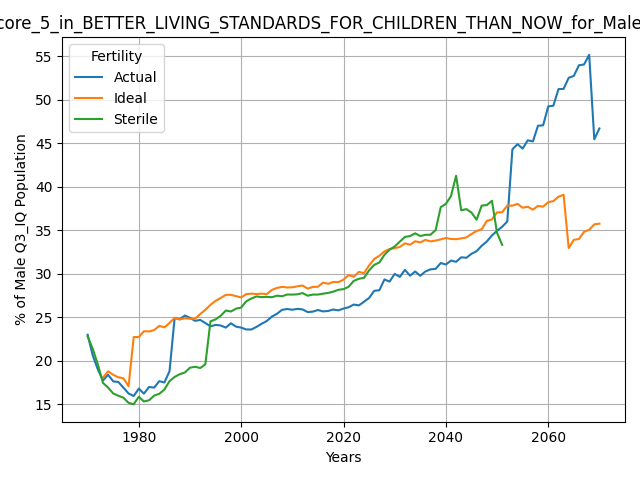 core_5_in_BETTER_LIVING_STANDARDS_FOR_CHILDREN_THAN_NOW_for_Male
Fertility
Actual
Ideal
Sterile
% of Male Q3_IQ Population
55
50
45
40
35
30
25
20
15
1980
2000
2020
2040
2060
Years